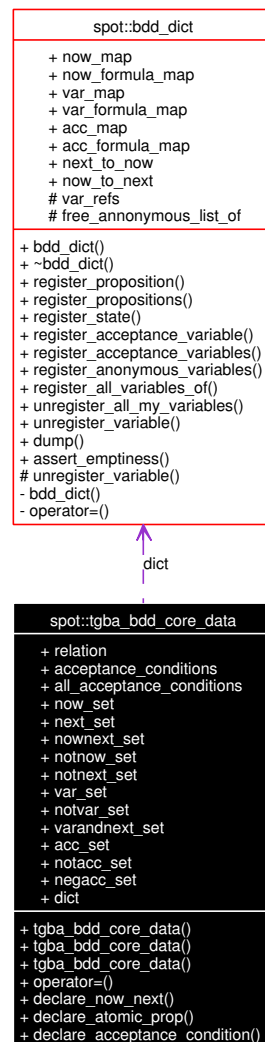 spot::bdd_dict
+ now_map
+ now_formula_map
+ var_map
+ var_formula_map
+ acc_map
+ acc_formula_map
+ next_to_now
+ now_to_next
# var_refs
# free_annonymous_list_of
+ bdd_dict()
+ ~bdd_dict()
+ register_proposition()
+ register_propositions()
+ register_state()
+ register_acceptance_variable()
+ register_acceptance_variables()
+ register_anonymous_variables()
+ register_all_variables_of()
+ unregister_all_my_variables()
+ unregister_variable()
+ dump()
+ assert_emptiness()
# unregister_variable()
- bdd_dict()
- operator=()
dict
spot::tgba_bdd_core_data
+ relation
+ acceptance_conditions
+ all_acceptance_conditions
+ now_set
+ next_set
+ nownext_set
+ notnow_set
+ notnext_set
+ var_set
+ notvar_set
+ varandnext_set
+ acc_set
+ notacc_set
+ negacc_set
+ dict
+ tgba_bdd_core_data()
+ tgba_bdd_core_data()
+ tgba_bdd_core_data()
+ operator=()
+ declare_now_next()
+ declare_atomic_prop()
+ declare_acceptance_condition()